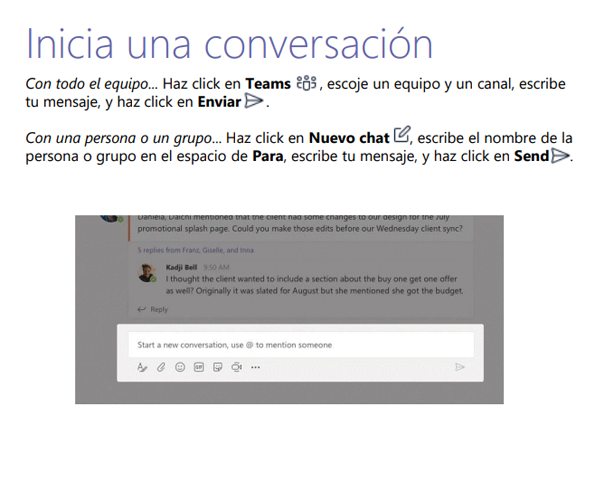 Inicia una conversación
Con todo el equipo... Haz click en Teams , escoje un equipo y un canal, escribe
tu mensaje, y haz click en Enviar .
Con una persona o un grupo... Haz click en Nuevo chat , escribe el nombre de la
persona o grupo en el espacio de Para, escribe tu mensaje, y haz click en Send .
Daniela, Daichi mentioned that the client had some changes to our design for the July
promotional splash page. Could you make those edits before our Wednesday client sync?
5 replies from Franz, Giselle, and Inna
Kadji Bell 9:50 AM
I thought the client wanted to include a section about the buy one get one offer
as well? Originally it was slated for August but she mentioned she got the budget.
Reply
Start a new conversation, use @ to mention someone
GIF